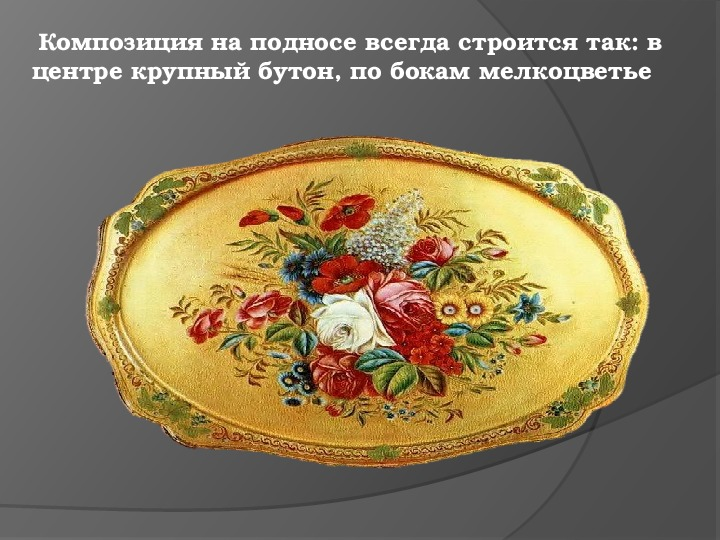 Композиция на подносе всегда строится так: в
центре крупный бутон, по бокам мелкоцветье